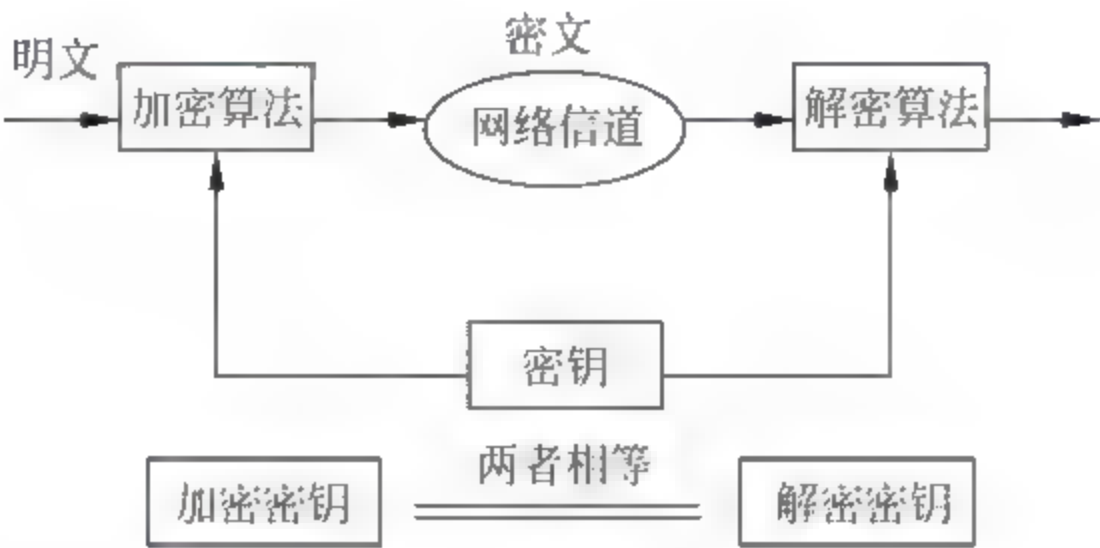 明文
密文
加密算法
网络信道
解密算法
密钥
两者相等
加密密钥
解密密钥